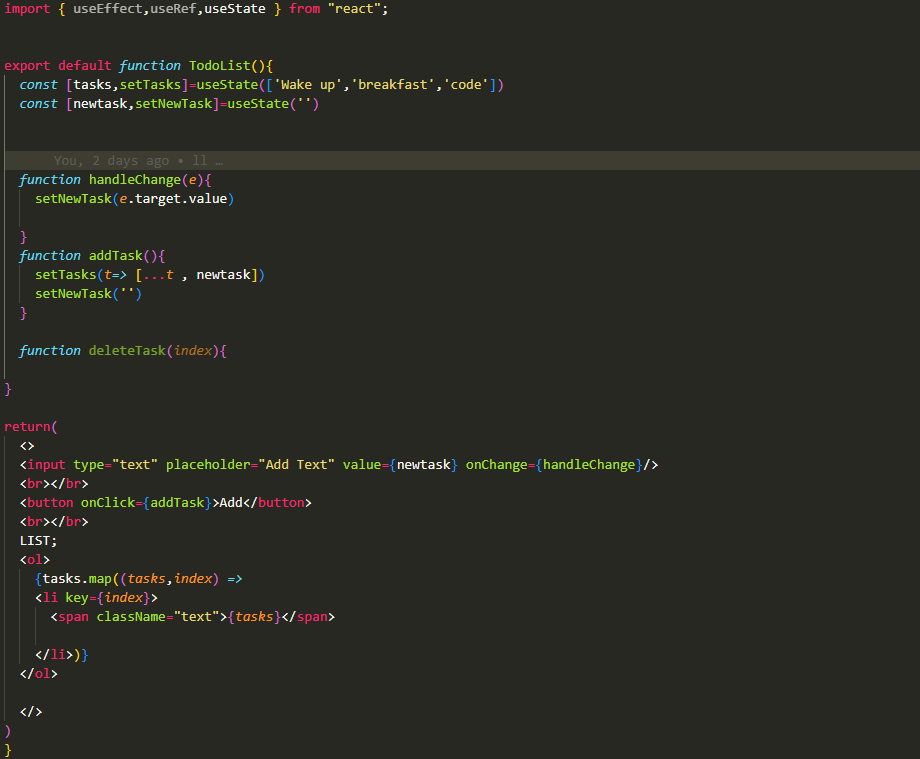 import { useEffect,useRef,useState } from "react";
export default function TodoList(){
const [tasks,setTasks]=useState(['Wake up','breakfast','code'])
const [newtask,setNewTask]=useState('')
You, 2 days ago • ll …
function handleChange(e){
setNewTask(e.target.value)
}
function addTask(){
setTasks(t=> [...t , newtask])
setNewTask('')
}
function deleteTask(index){
}
return(
<>
<input type="text" placeholder="Add Text" value={newtask} onChange={handleChange}/>
<br></br>
<button onClick={addTask}>Add</button>
<br></br>
LIST;
<ol>
{tasks.map((tasks,index) =>
<li key={index}>
<span className="text">{tasks}</span>
</li>)}
</ol>
</>
)
}